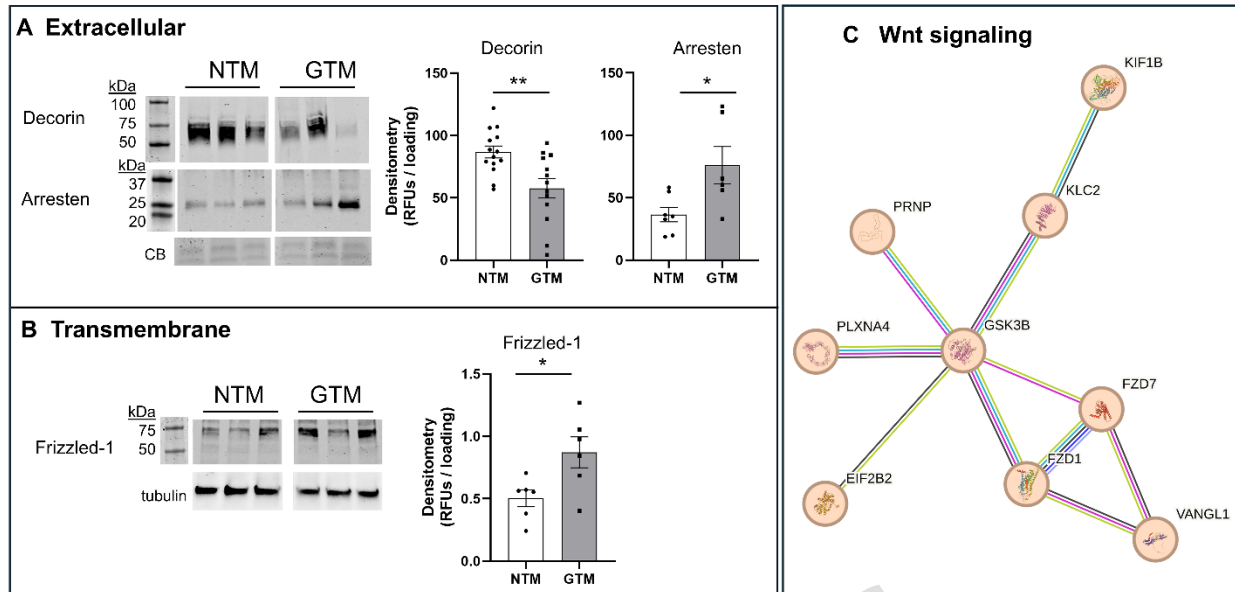 A Extracellular
NTM GTM
kDa
100
75
50
Decorin
kDa
37
25
20
Arresten
CB
Decorin
**
150
100
50
0
Densitometry
(RFUs / loading)
NTM GTM
Arresten
*
150
100
50
0
NTM GTM
B Transmembrane
NTM GTM
kDa
75
50
Frizzled-1
tubulin
Frizzled-1
*
1.5
1.0
0.5
0.0
Densitometry
(RFUs / loading)
NTM GTM
C Wnt signaling
KIF1B
KLC2
PRNP
GSK3B
PLXNA4
FZD7
FZD1
EIF2B2
VANGL1